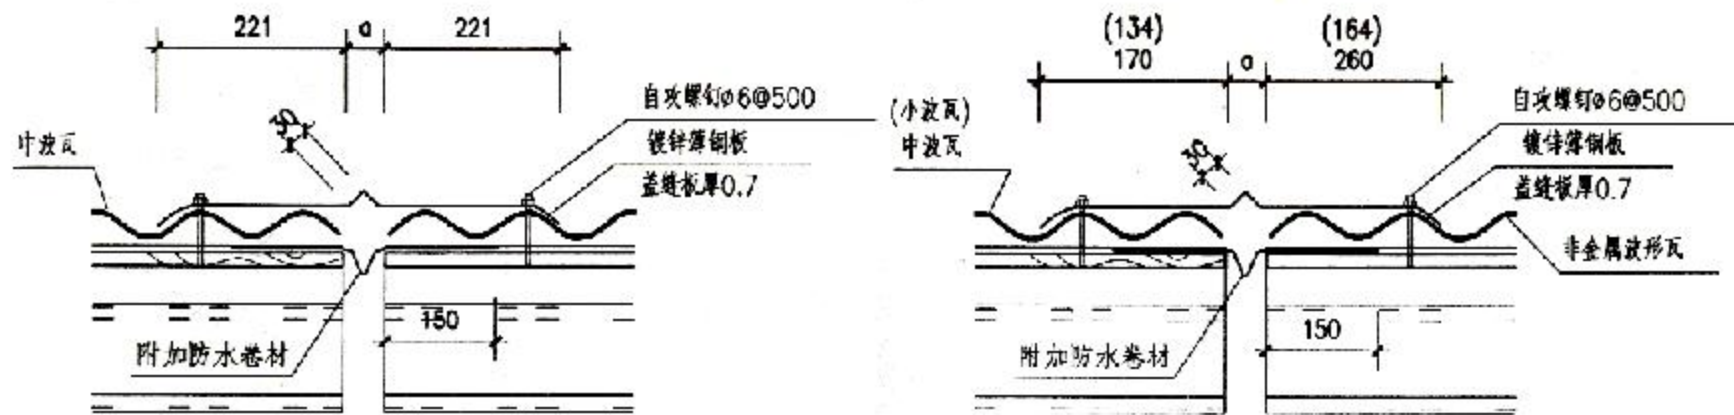 221 a 221
自攻螺钉ø6@500
镀锌薄钢板
盖缝板厚0.7
30
中波瓦
150
附加防水卷材
(134) (164)
170 a 260
自攻螺钉ø6@500
镀锌薄钢板
盖缝板厚0.7
30
(小波瓦)
中波瓦
非金属波形瓦
150
附加防水卷材